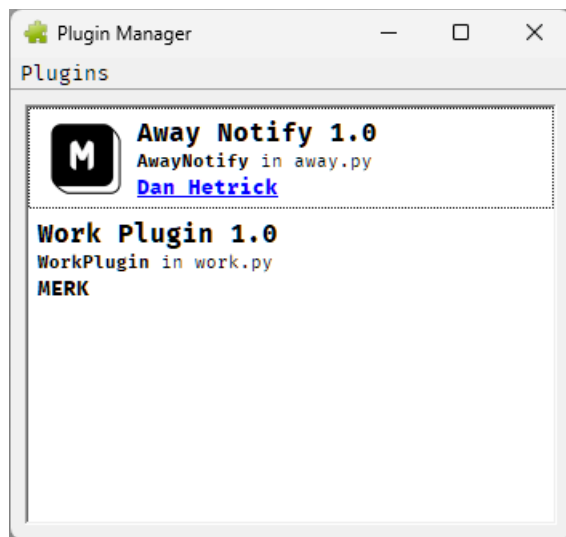 Plugin Manager
Plugins
M
Away Notify 1.0
AwayNotify in away.py
Dan Hetrick
Work Plugin 1.0
WorkPlugin in work.py
MERK